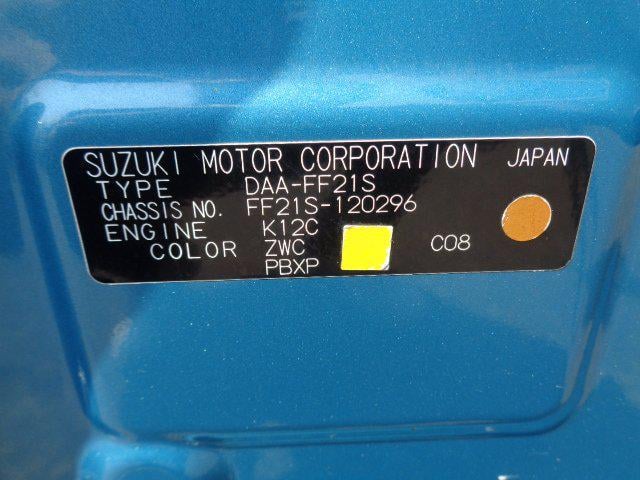 SUZUKI MOTOR CORPORATION JAPAN
TYPE DAA-FF21S
CHASSIS NO. FF21S-120296
ENGINE K12C
COLOR ZWC C08
PBXP